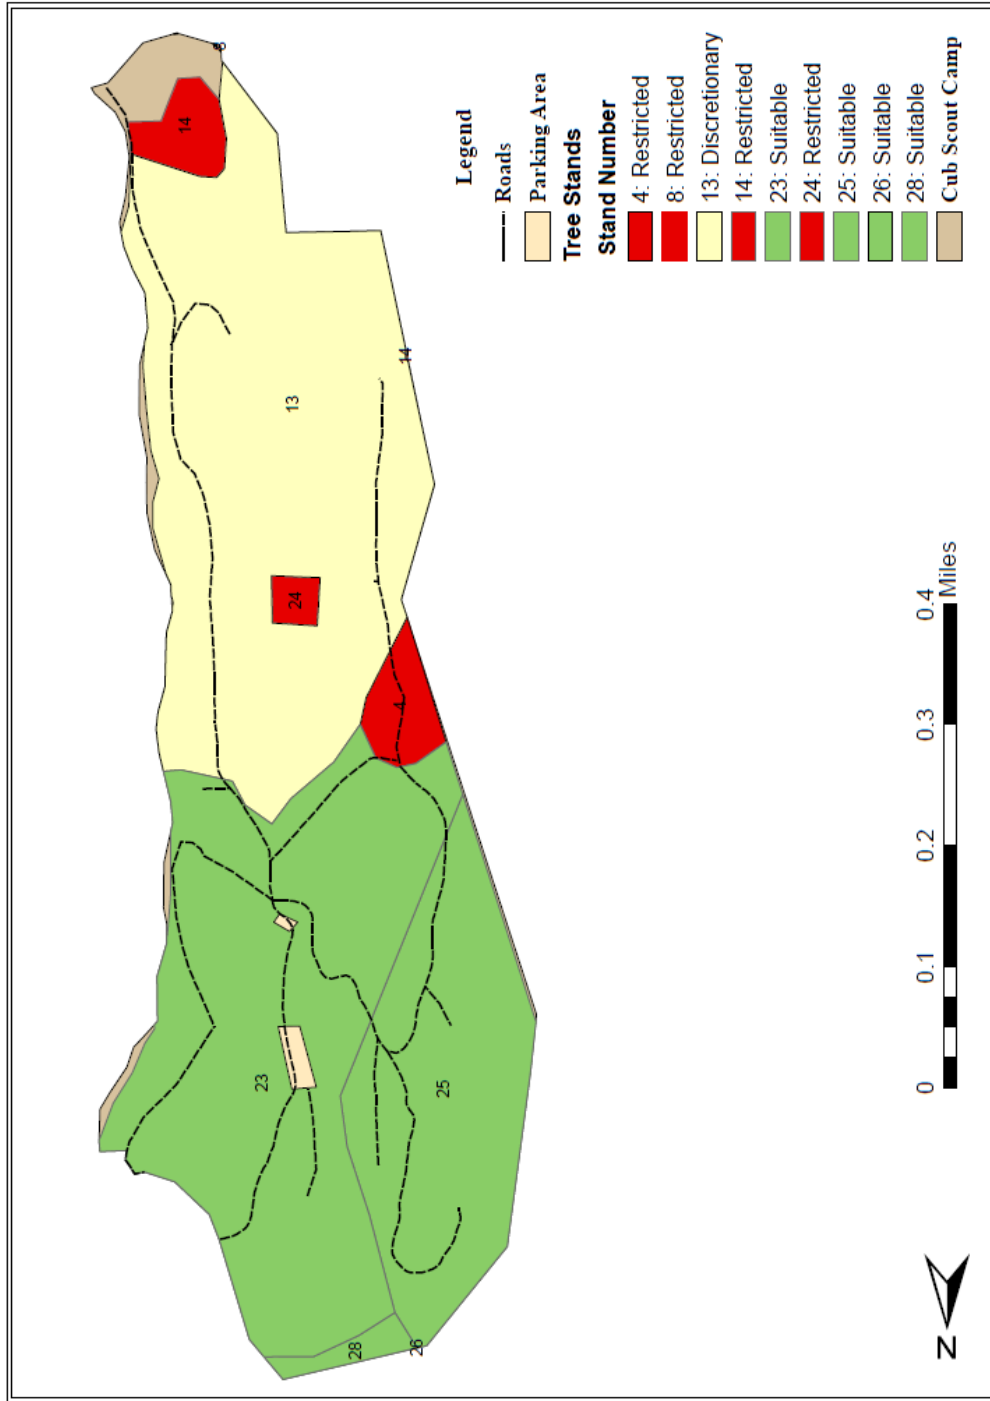 8
14
14
13
24
4
23
25
28
26
Legend
Roads
Parking Area
Tree Stands
Stand Number
4: Restricted
8: Restricted
13: Discretionary
14: Restricted
23: Suitable
24: Restricted
25: Suitable
26: Suitable
28: Suitable
Cub Scout Camp
0 0.1 0.2 0.3 0.4
Miles
N